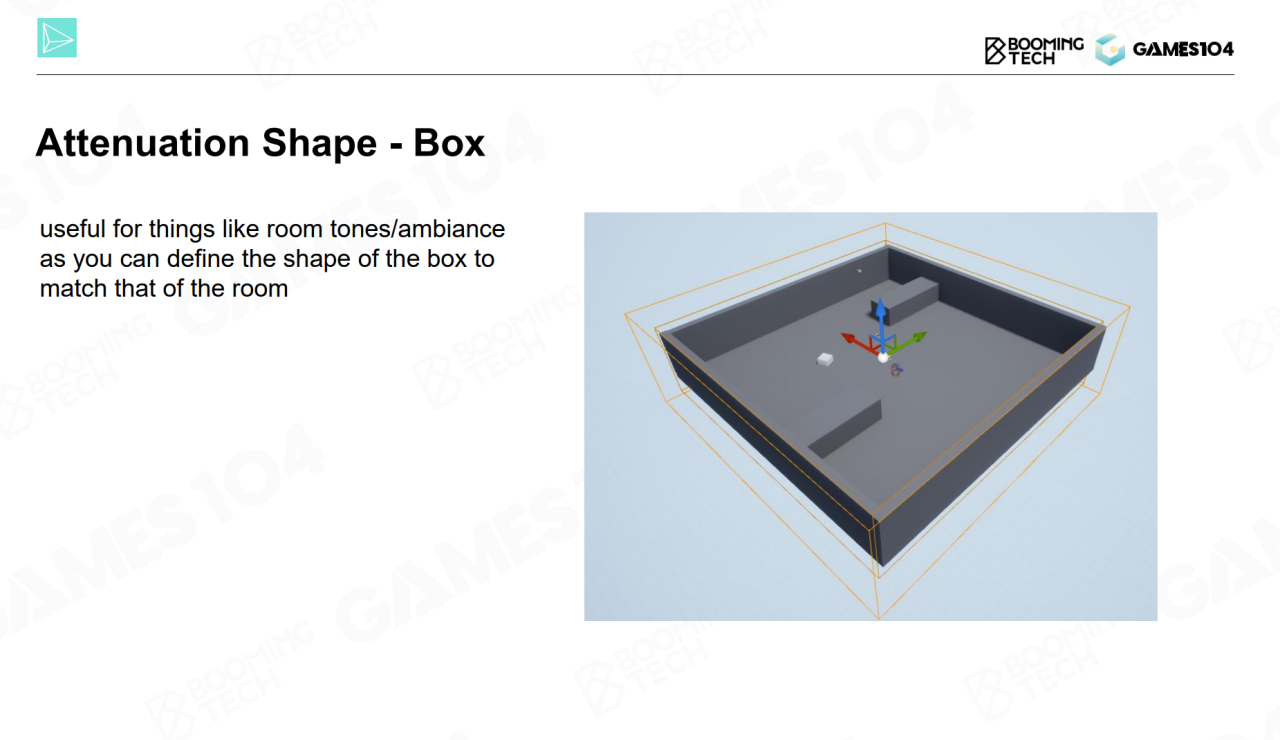 BOOMING
TECH
GAMES104
Attenuation Shape - Box
useful for things like room tones/ambiance
as you can define the shape of the box to
match that of the room